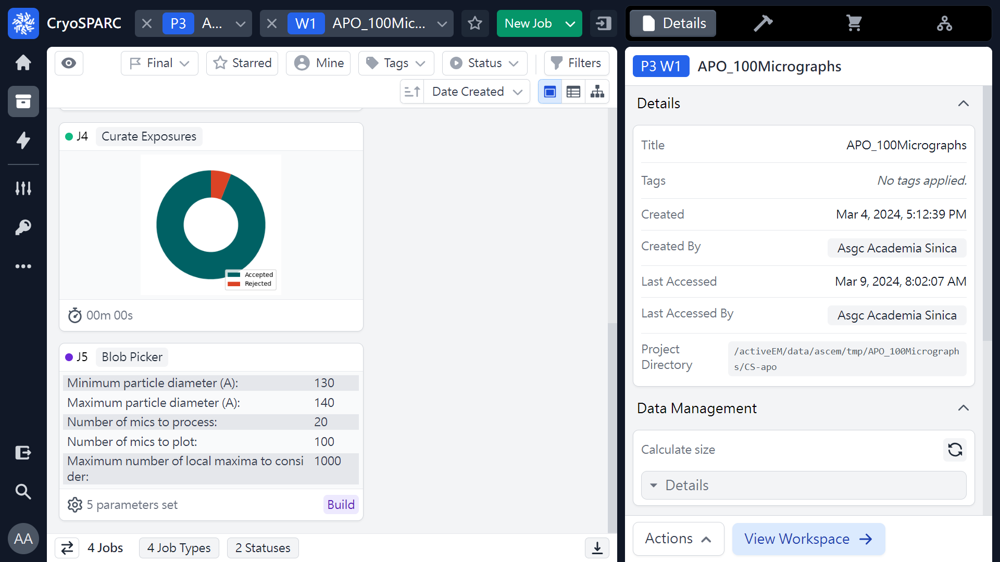 CryoSPARC
P3 A...
W1 APO_100Mic...
New Job
Details
Final
Starred
Mine
Tags
Status
Filters
Date Created
J4 Curate Exposures
Accepted
Rejected
00m 00s
J5 Blob Picker
Minimum particle diameter (A): 130
Maximum particle diameter (A): 140
Number of mics to process: 20
Number of mics to plot: 100
Maximum number of local maxima to consi 1000
der:
5 parameters set Build
AA
4 Jobs 4 Job Types 2 Statuses
P3 W1 APO_100Micrographs
Details
Title APO_100Micrographs
Tags No tags applied.
Created Mar 4, 2024, 5:12:39 PM
Created By Asgc Academia Sinica
Last Accessed Mar 9, 2024, 8:02:07 AM
Last Accessed By Asgc Academia Sinica
Project
Directory
/activeEM/data/ascem/tmp/APO_100Micrograph
s/CS-apo
Data Management
Calculate size
Details
Actions View Workspace